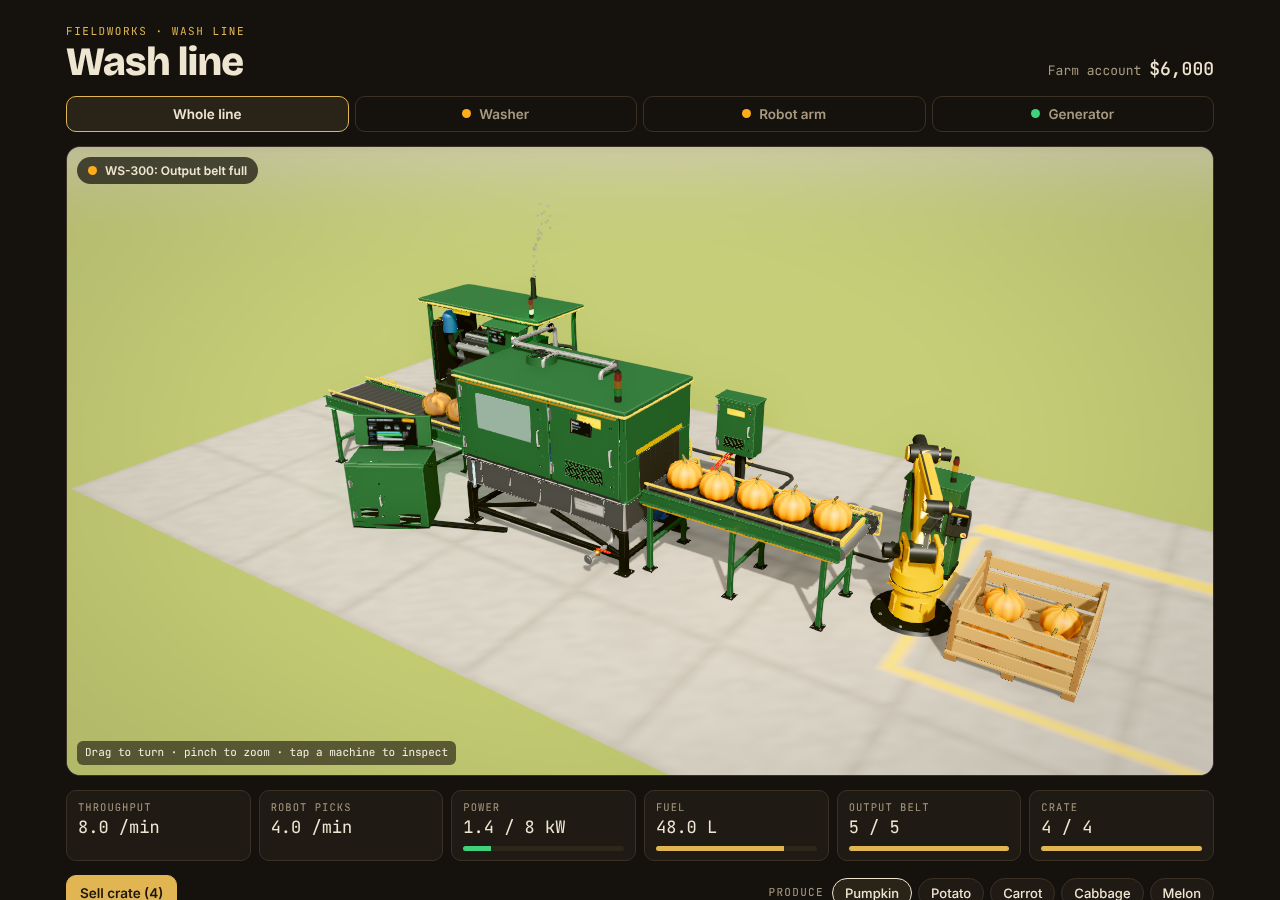 FIELDWORKS · WASH LINE
Wash line
Farm account $6,000
Whole line
Washer
Robot arm
Generator
WS-300: Output belt full
Drag to turn · pinch to zoom · tap a machine to inspect
THROUGHPUT
8.0 /min
ROBOT PICKS
4.0 /min
POWER
1.4 / 8 kW
FUEL
48.0 L
OUTPUT BELT
5 / 5
CRATE
4 / 4
Sell crate (4)
PRODUCE
Pumpkin
Potato
Carrot
Cabbage
Melon